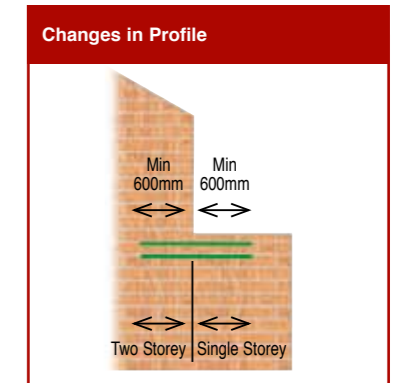 Changes in Profile
Min Min
600mm 600mm
Two Storey Single Storey